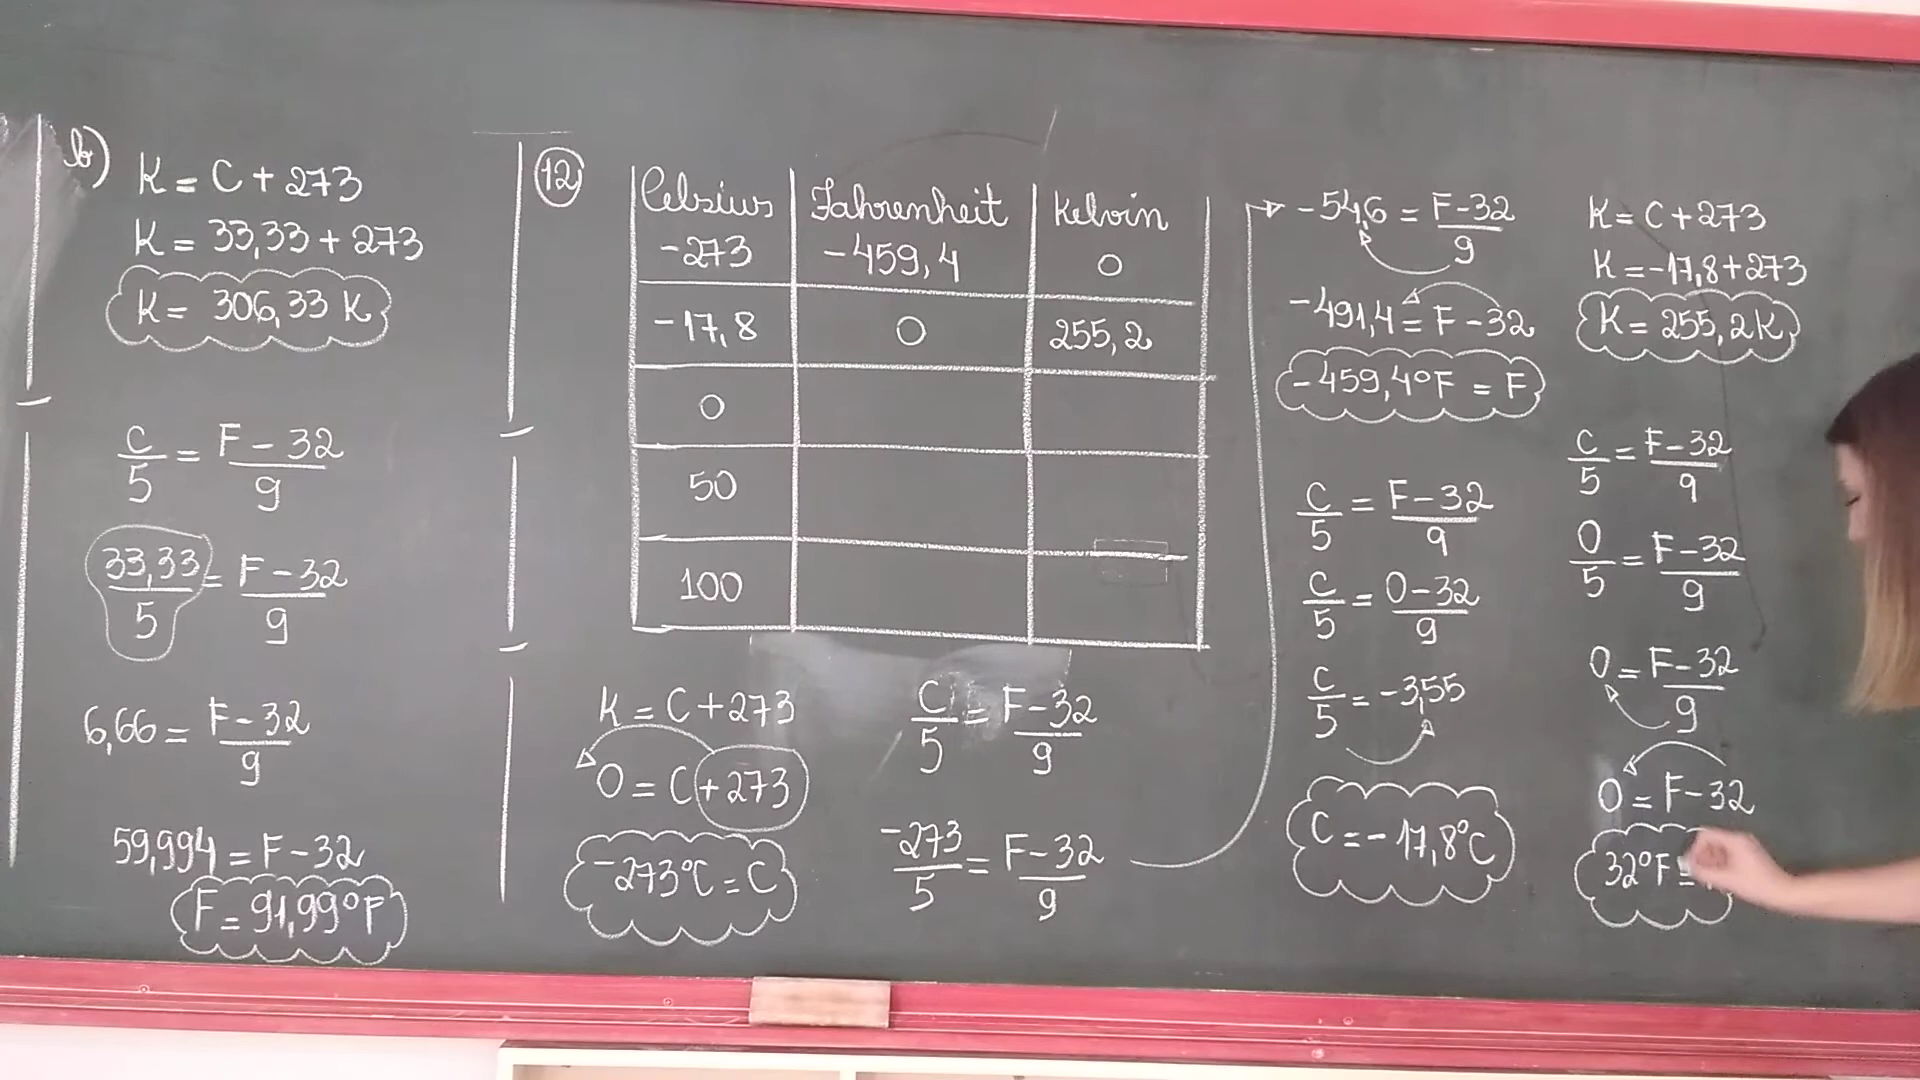 b)
K = C + 273
K = 33,33 + 273
K = 306,33 K
C/5 = F - 32/9
33,33/5 = F - 32/9
6,66 = F - 32/9
59,994 = F - 32
F = 91,99°F
12
Celsius Fahrenheit Kelvin
-273 -459,4 0
-17,8 0 255,2
0
50
100
K = C + 273
0 = C + 273
-273°C = C
C/5 = F - 32/9
-273/5 = F - 32/9
-54,6 = F - 32/9
-491,4 = F - 32
-459,4°F = F
C/5 = F - 32/9
C/5 = 0 - 32/9
C/5 = -3,55
C = -17,8°C
K = C + 273
K = -17,8 + 273
K = 255,2K
C/5 = F - 32/9
0/5 = F - 32/9
0 = F - 32/9
0 = F - 32
32°F =